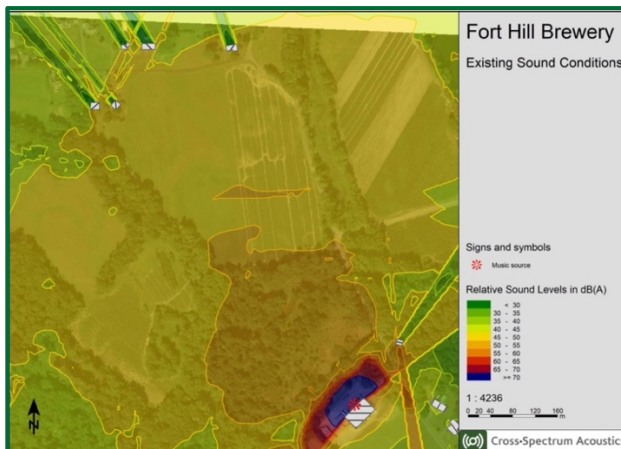 Fort Hill Brewery
Existing Sound Conditions
Signs and symbols
Music source
Relative Sound Levels in dB(A)
< 30
30 - 35
35 - 40
40 - 45
45 - 50
50 - 55
55 - 60
60 - 65
65 - 70
>= 70
1 : 4236
0 20 40 80 120 160
m
N
Cross-Spectrum Acoustic